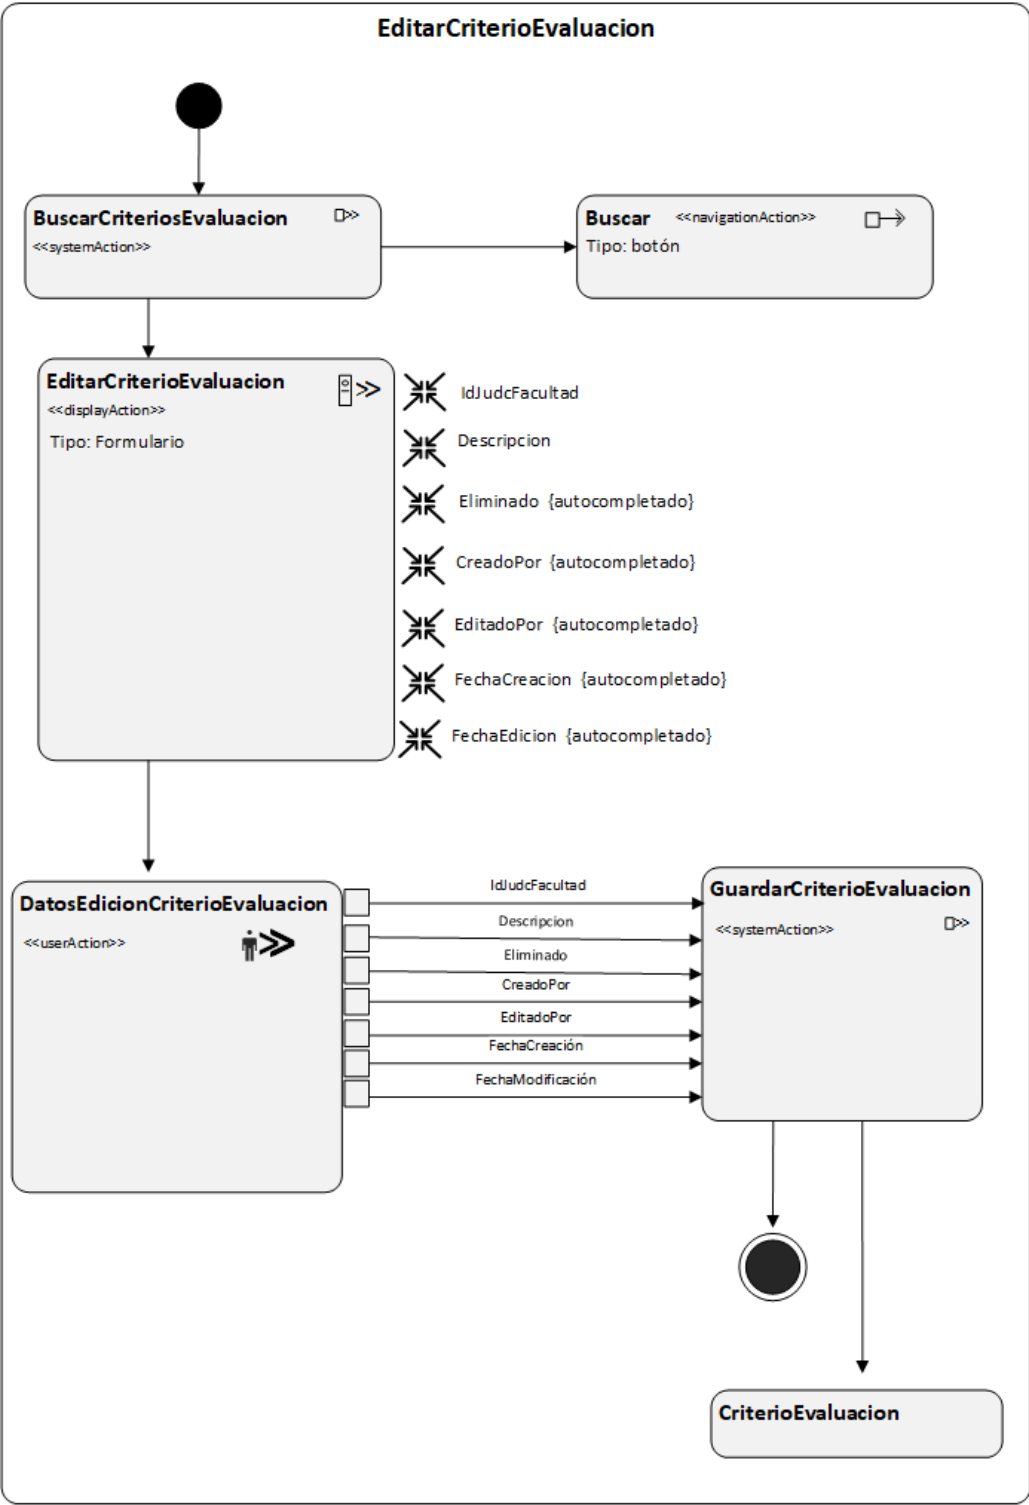 EditarCriterioEvaluacion
BuscarCriteriosEvaluacion
<<systemAction>>
Buscar <<navigationAction>>
Tipo: botón
EditarCriterioEvaluacion
<<displayAction>>
Tipo: Formulario
IdJudcFacultad
Descripcion
Eliminado {autocompletado}
CreadoPor {autocompletado}
EditadoPor {autocompletado}
FechaCreacion {autocompletado}
FechaEdicion {autocompletado}
DatosEdicionCriterioEvaluacion
<<userAction>>
IdJudcFacultad
Descripcion
Eliminado
CreadoPor
EditadoPor
FechaCreación
FechaModificación
GuardarCriterioEvaluacion
<<systemAction>>
CriterioEvaluacion